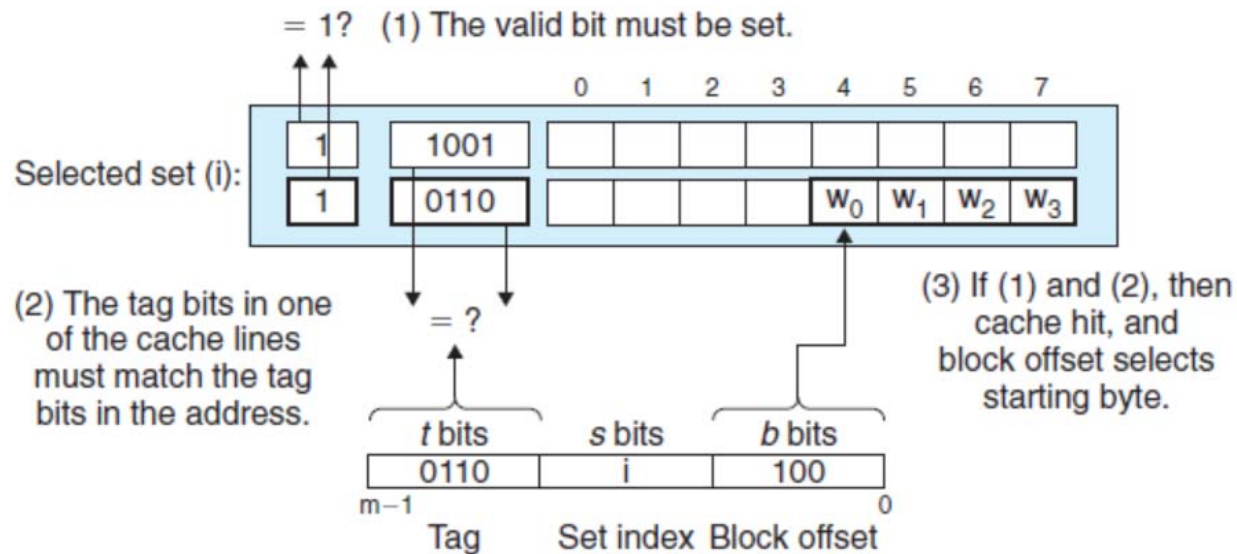 = 1? (1) The valid bit must be set.
0 1 2 3 4 5 6 7
1 1001
Selected set (i):
1 0110 w0 w1 w2 w3
(2) The tag bits in one
of the cache lines
must match the tag
bits in the address.
= ?
(3) If (1) and (2), then
cache hit, and
block offset selects
starting byte.
t bits s bits b bits
0110 i 100
m−1 0
Tag Set index Block offset